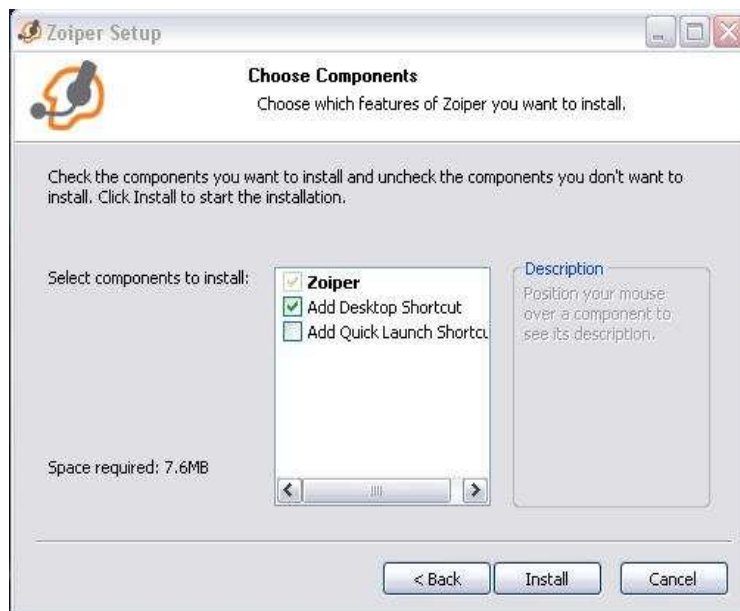 Zoiper Setup
Choose Components
Choose which features of Zoiper you want to install.
Check the components you want to install and uncheck the components you don't want to
install. Click Install to start the installation.
Select components to install:
Zoiper
Add Desktop Shortcut
Add Quick Launch Shortcu
Description
Position your mouse
over a component to
see its description.
Space required: 7.6MB
< Back
Install
Cancel